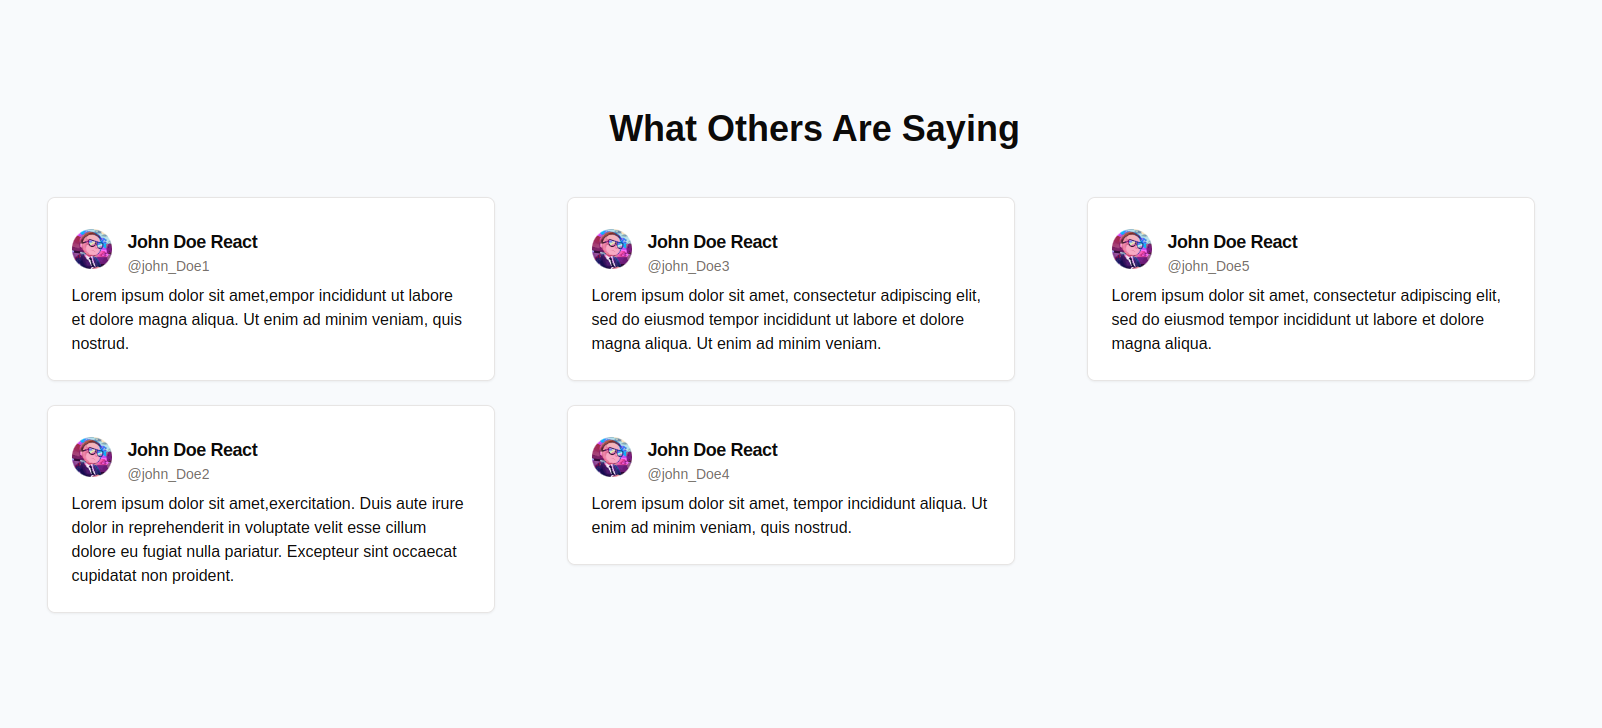 What Others Are Saying
John Doe React
@john_Doe1
Lorem ipsum dolor sit amet,empor incididunt ut labore
et dolore magna aliqua. Ut enim ad minim veniam, quis
nostrud.
John Doe React
@john_Doe2
Lorem ipsum dolor sit amet,exercitation. Duis aute irure
dolor in reprehenderit in voluptate velit esse cillum
dolore eu fugiat nulla pariatur. Excepteur sint occaecat
cupidatat non proident.
John Doe React
@john_Doe3
Lorem ipsum dolor sit amet, consectetur adipiscing elit,
sed do eiusmod tempor incididunt ut labore et dolore
magna aliqua. Ut enim ad minim veniam.
John Doe React
@john_Doe4
Lorem ipsum dolor sit amet, tempor incididunt aliqua. Ut
enim ad minim veniam, quis nostrud.
John Doe React
@john_Doe5
Lorem ipsum dolor sit amet, consectetur adipiscing elit,
sed do eiusmod tempor incididunt ut labore et dolore
magna aliqua.